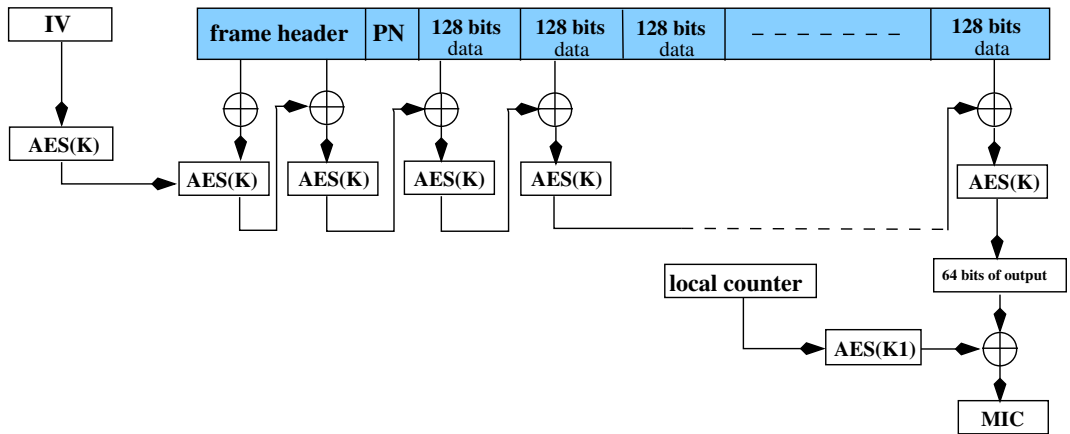 IV
frame header
PN
128 bits
data
128 bits
data
128 bits
data
128 bits
data
AES(K)
AES(K)
AES(K)
AES(K)
AES(K)
AES(K)
64 bits of output
local counter
AES(K1)
MIC